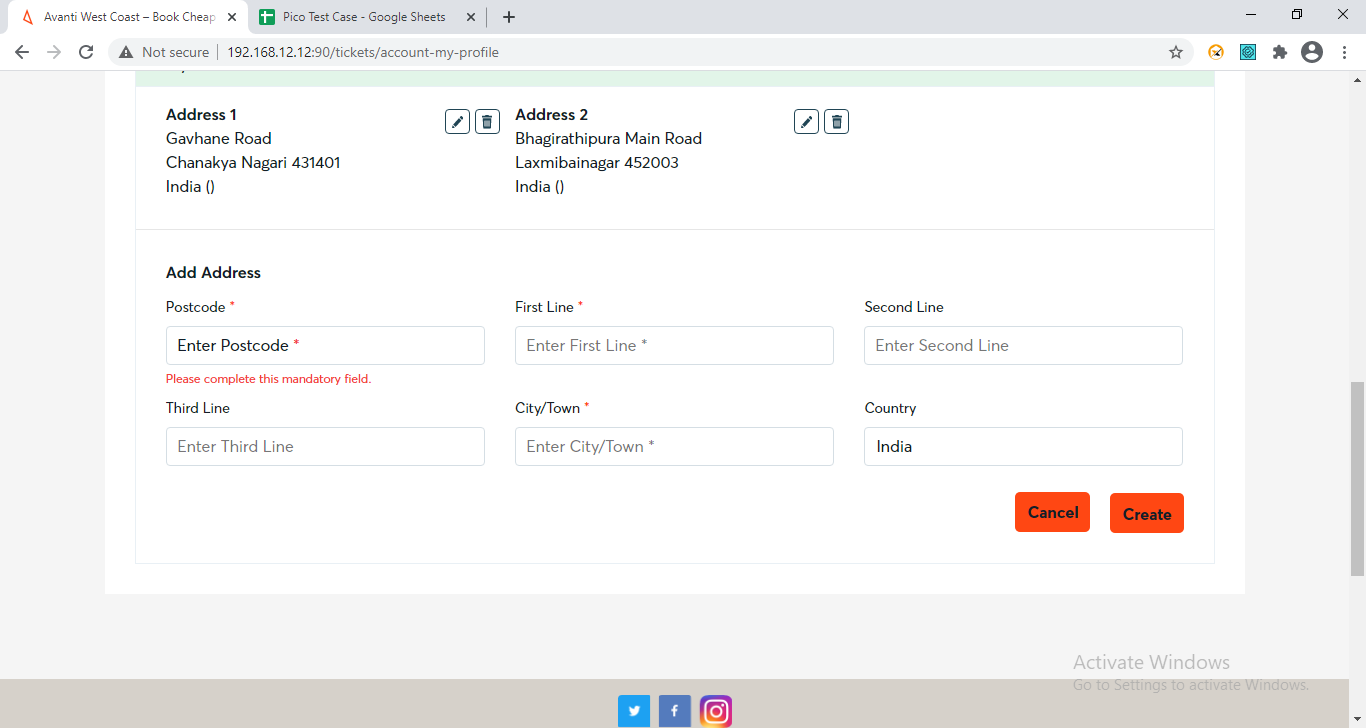 Avanti West Coast – Book Cheap
Pico Test Case - Google Sheets
Not secure
192.168.12.12:90/tickets/account-my-profile
Address 1
Gavhane Road
Chanakya Nagari 431401
India ()
Address 2
Bhagirathipura Main Road
Laxmibainagar 452003
India ()
Add Address
Postcode *
First Line *
Second Line
Enter Postcode *
Enter First Line *
Enter Second Line
Please complete this mandatory field.
Third Line
City/Town *
Country
Enter Third Line
Enter City/Town *
India
Cancel
Create
Activate Windows
Go to Settings to activate Windows.